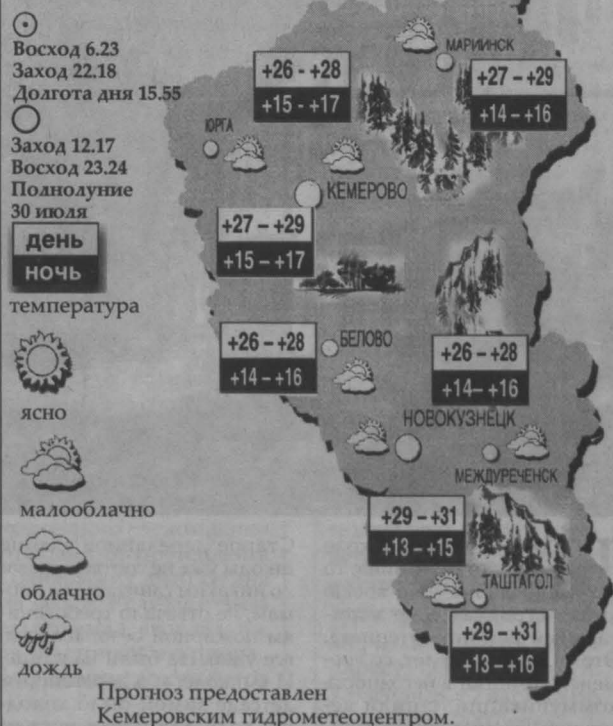 Восход 6.23
Заход 22.18
Долгота дня 15.55
Заход 12.17
Восход 23.24
Полнолуние
30 июля
день
ночь
температура
ясно
малооблачно
облачно
дождь
МАРИИНСК
+26 - +28
+15 - +17
+27 – +29
+14 – +16
ЮРГА
КЕМЕРОВО
+27 – +29
+15 – +17
БЕЛОВО
+26 – +28
+14 – +16
+26 – +28
+14– +16
НОВОКУЗНЕЦК
МЕЖДУРЕЧЕНСК
+29 – +31
+13 – +15
ТАШТАГОЛ
+29 – +31
+13 – +16
Прогноз предоставлен
Кемеровским гидрометеоцентром.